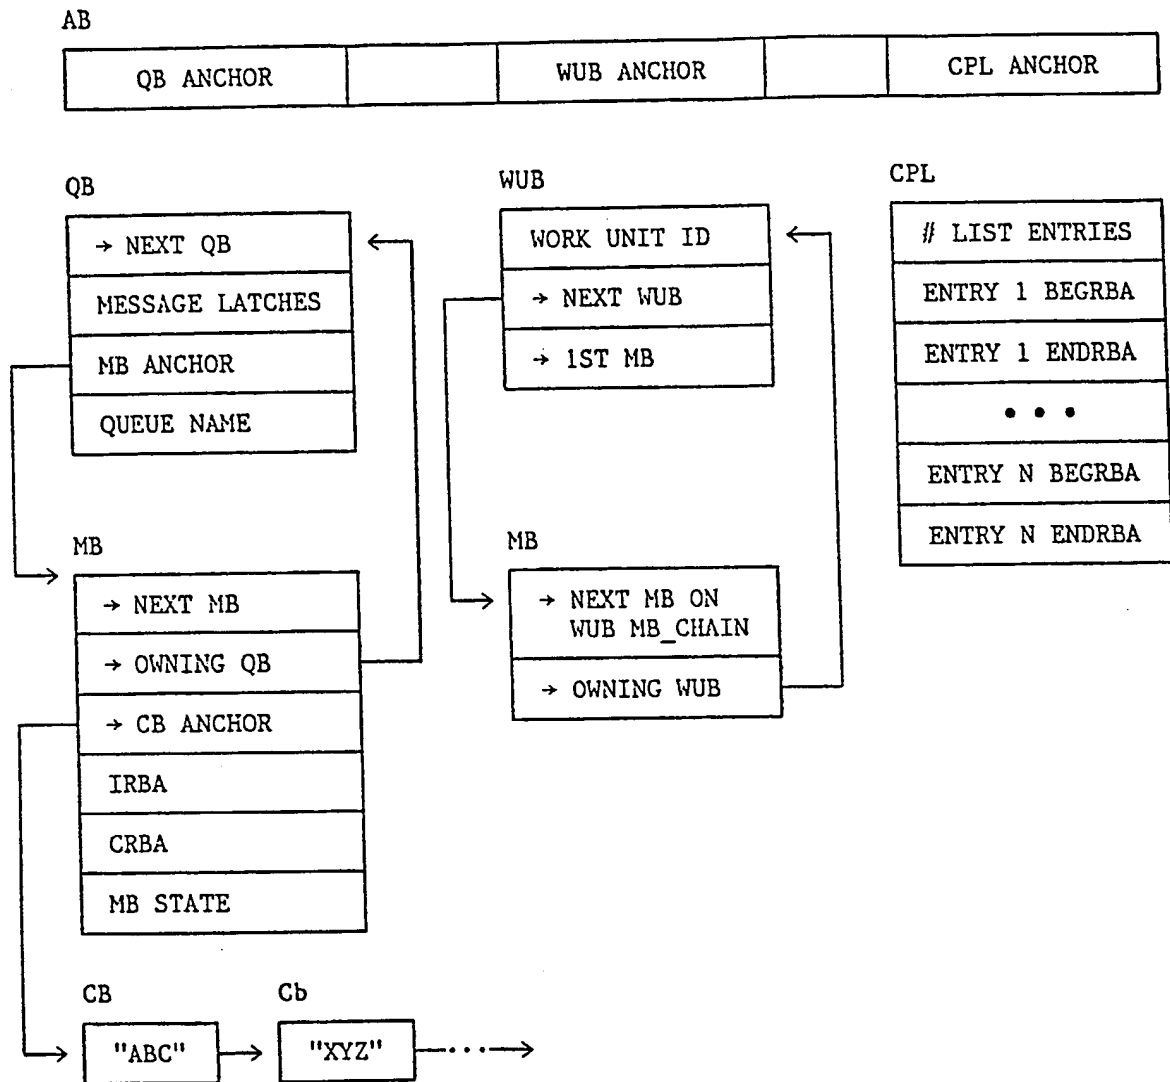 AB
QB ANCHOR
WUB ANCHOR
CPL ANCHOR
QB
→ NEXT QB
MESSAGE LATCHES
MB ANCHOR
QUEUE NAME
WUB
WORK UNIT ID
→ NEXT WUB
→ 1ST MB
CPL
# LIST ENTRIES
ENTRY 1 BEGRBA
ENTRY 1 ENDRBA
• • •
ENTRY N BEGRBA
ENTRY N ENDRBA
MB
→ NEXT MB
→ OWNING QB
→ CB ANCHOR
IRBA
CRBA
MB STATE
MB
→ NEXT MB ON
WUB MB_CHAIN
→ OWNING WUB
CB
"ABC"
Cb
"XYZ"